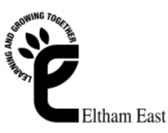 LEARNING AND GROWING TOGETHER
Eltham East